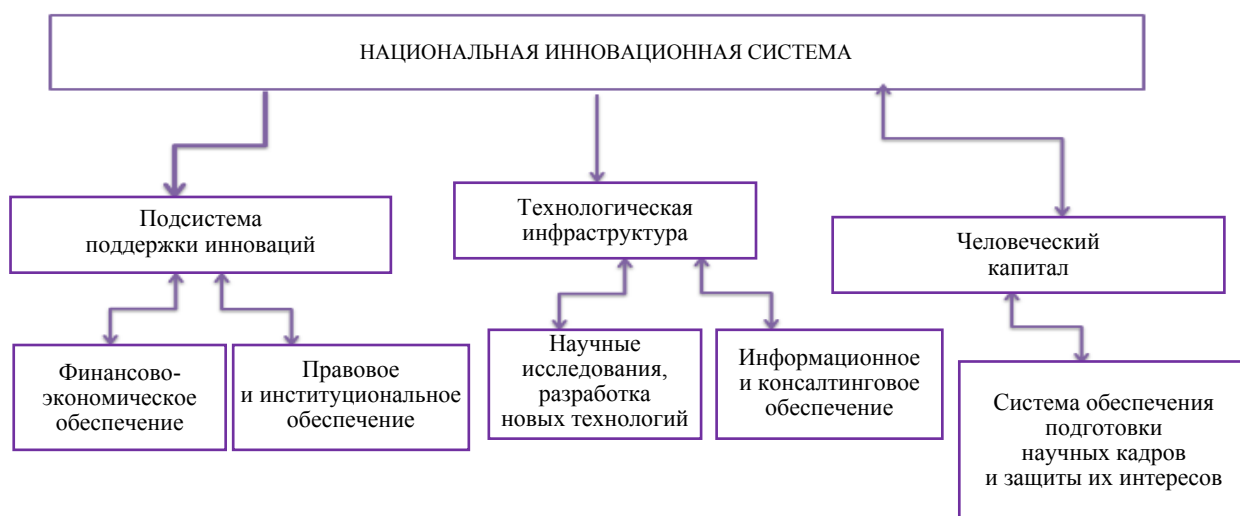 НАЦИОНАЛЬНАЯ ИННОВАЦИОННАЯ СИСТЕМА
Подсистема
поддержки инноваций
Технологическая
инфраструктура
Человеческий
капитал
Финансово-
экономическое
обеспечение
Правовое
и институциональное
обеспечение
Научные
исследования,
разработка
новых технологий
Информационное
и консалтинговое
обеспечение
Система обеспечения
подготовки
научных кадров
и защиты их интересов